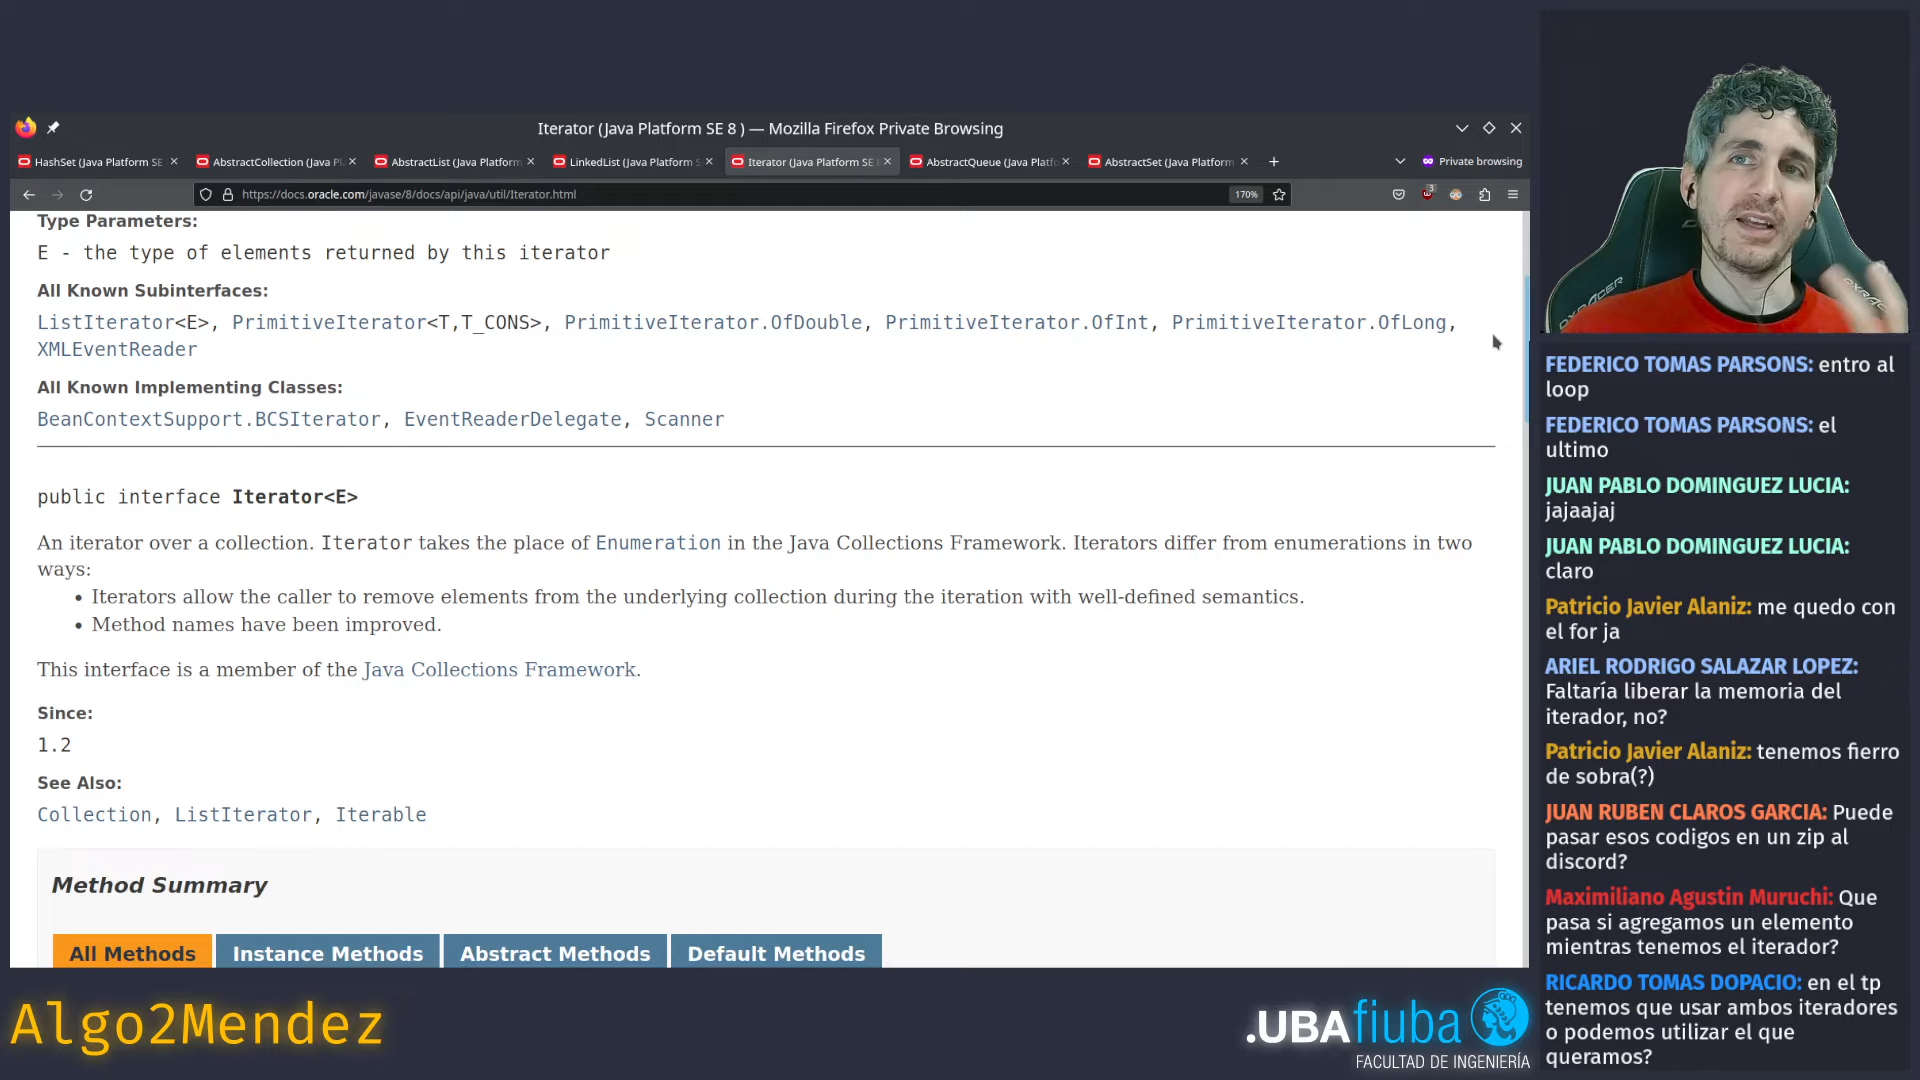 Iterator (Java Platform SE 8 ) — Mozilla Firefox Private Browsing
HashSet (Java Platform SE
AbstractCollection (Java Pl
AbstractList (Java Platform
LinkedList (Java Platform S
Iterator (Java Platform SE 8
AbstractQueue (Java Platfo
AbstractSet (Java Platform
Private browsing
https://docs.oracle.com/javase/8/docs/api/java/util/Iterator.html
170%
3
Type Parameters:
E - the type of elements returned by this iterator
All Known Subinterfaces:
ListIterator<E>, PrimitiveIterator<T,T_CONS>, PrimitiveIterator.OfDouble, PrimitiveIterator.OfInt, PrimitiveIterator.OfLong,
XMLEventReader
All Known Implementing Classes:
BeanContextSupport.BCSIterator, EventReaderDelegate, Scanner
public interface Iterator<E>
An iterator over a collection. Iterator takes the place of Enumeration in the Java Collections Framework. Iterators differ from enumerations in two
ways:
• Iterators allow the caller to remove elements from the underlying collection during the iteration with well-defined semantics.
• Method names have been improved.
This interface is a member of the Java Collections Framework.
Since:
1.2
See Also:
Collection, ListIterator, Iterable
Method Summary
All Methods
Instance Methods
Abstract Methods
Default Methods
FEDERICO TOMAS PARSONS: entro al
loop
FEDERICO TOMAS PARSONS: el
ultimo
JUAN PABLO DOMINGUEZ LUCIA:
jajaajaj
JUAN PABLO DOMINGUEZ LUCIA:
claro
Patricio Javier Alaniz: me quedo con
el for ja
ARIEL RODRIGO SALAZAR LOPEZ:
Faltaría liberar la memoria del
iterador, no?
Patricio Javier Alaniz: tenemos fierro
de sobra(?)
JUAN RUBEN CLAROS GARCIA: Puede
pasar esos codigos en un zip al
discord?
Maximiliano Agustin Muruchi: Que
pasa si agregamos un elemento
mientras tenemos el iterador?
RICARDO TOMAS DOPACIO: en el tp
tenemos que usar ambos iteradores
o podemos utilizar el que
queramos?
Algo2Mendez
.UBAfiuba
FACULTAD DE INGENIERÍA